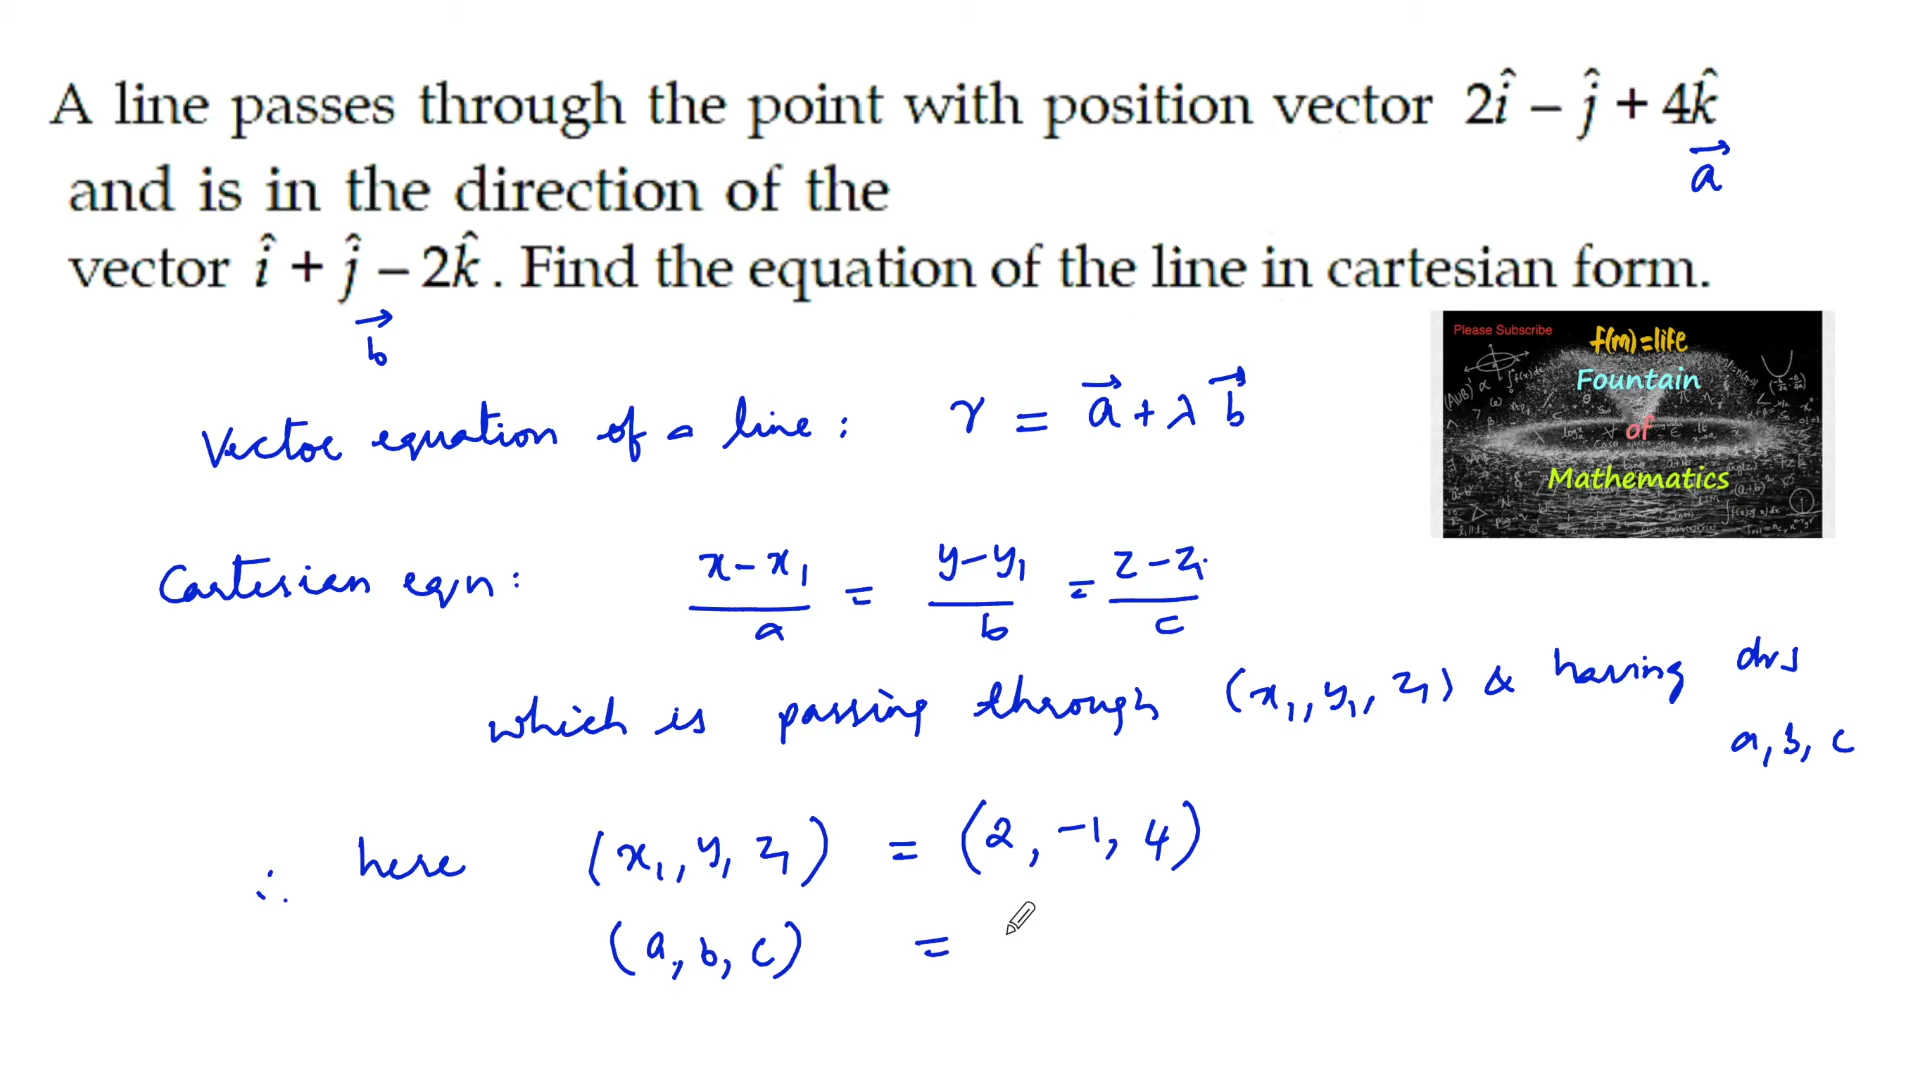 A line passes through the point with position vector 2î – ĵ + 4k̂
a⃗
and is in the direction of the
vector î + ĵ – 2k̂ . Find the equation of the line in cartesian form.
b⃗
Please Subscribe
f(m)=life
Fountain
of
Mathematics
Vector equation of a line : r = a⃗ + λ b⃗
Cartesian eqn : x–x₁/a = y–y₁/b = z–z₁/c
which is passing through (x₁, y₁, z₁) & having drs
a, b, c
∴ here (x₁, y₁ z₁) = (2, –1, 4)
(a, b, c) =